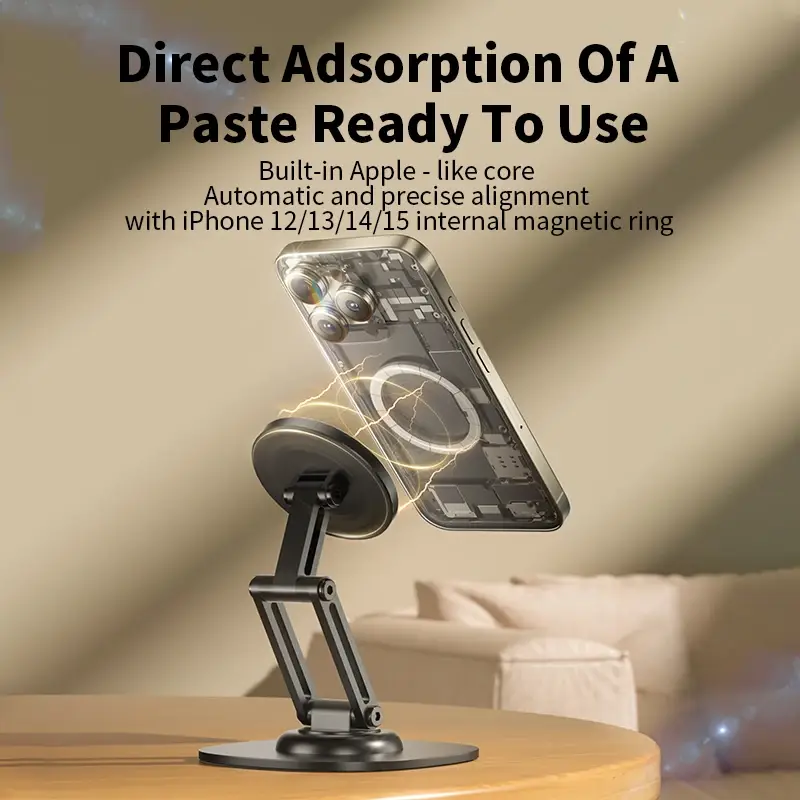 Direct Adsorption Of A
Paste Ready To Use
Built-in Apple - like core
Automatic and precise alignment
with iPhone 12/13/14/15 internal magnetic ring